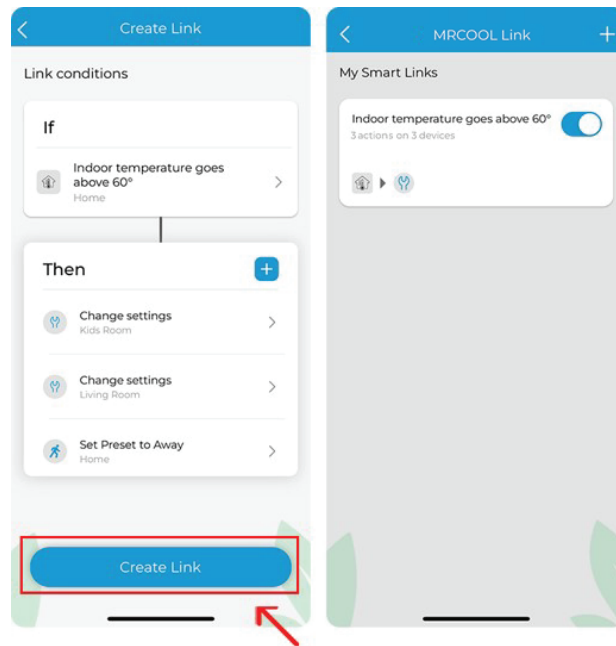 Create Link
Link conditions
If
Indoor temperature goes
above 60°
Home
Then
Change settings
Kids Room
Change settings
Living Room
Set Preset to Away
Home
Create Link
MRCOOL Link
My Smart Links
Indoor temperature goes above 60°
3 actions on 3 devices